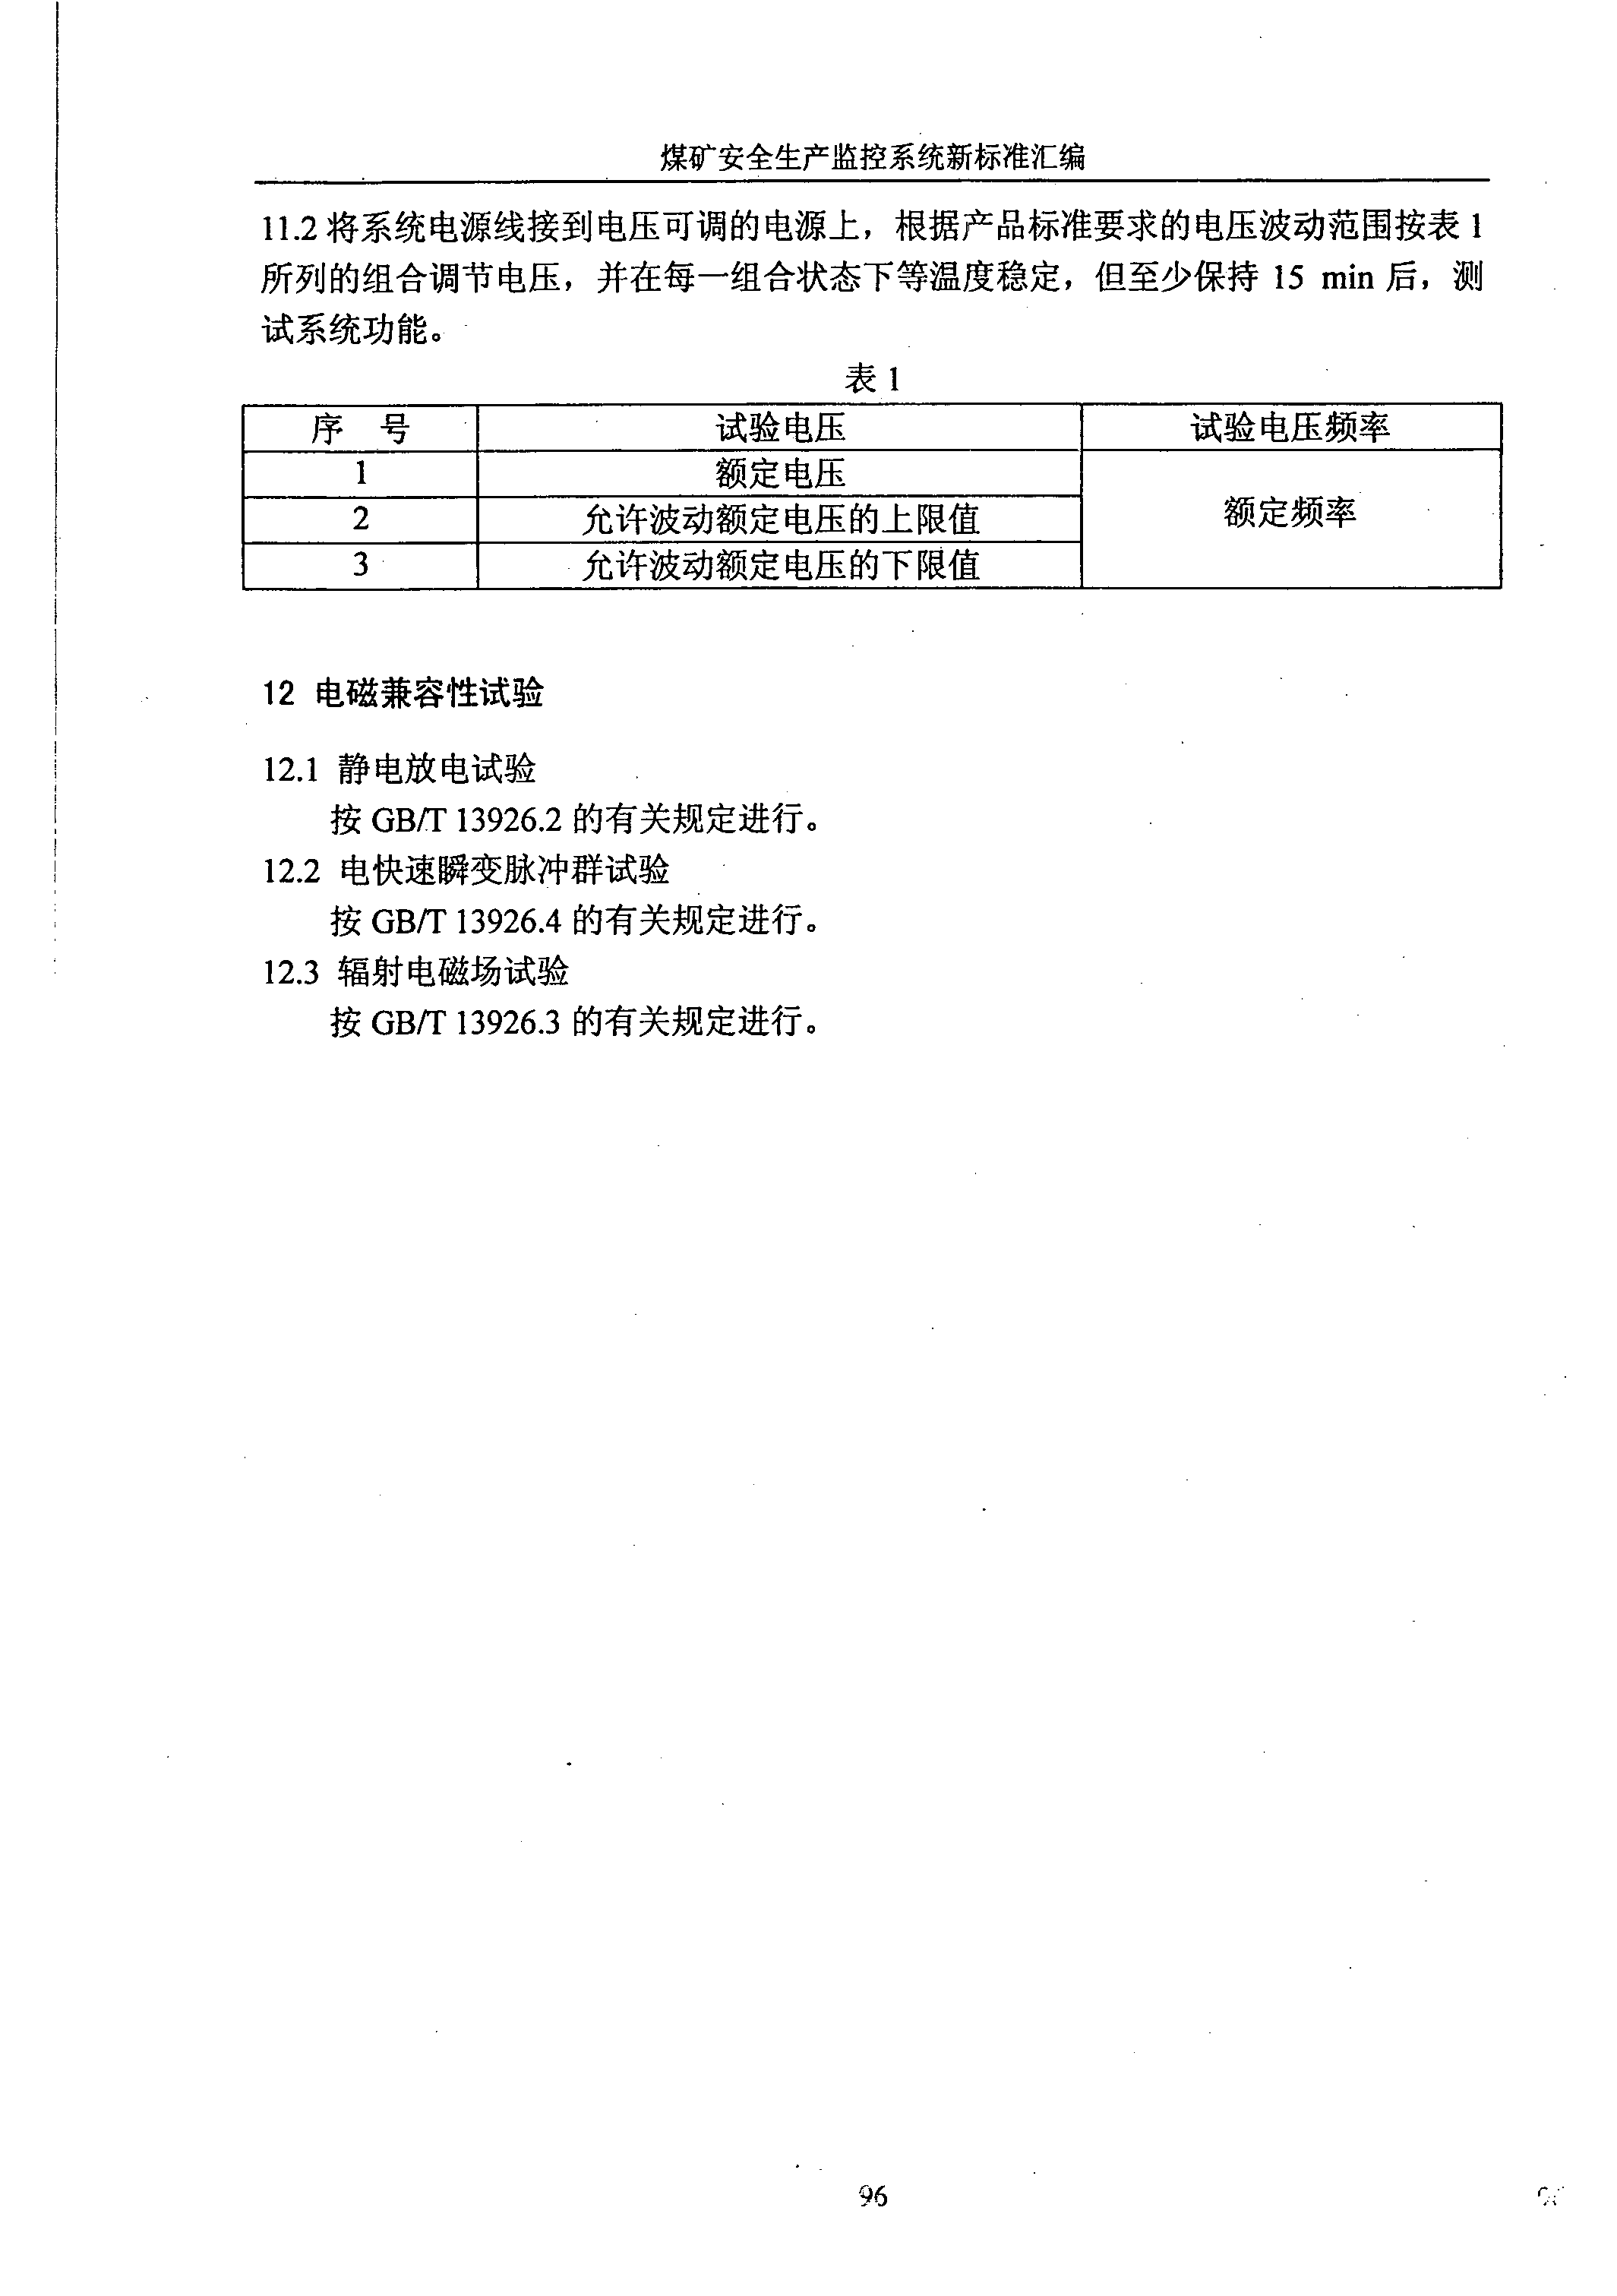 煤矿安全生产监控系统新标准汇编
11.2 将系统电源线接到电压可调的电源上，根据产品标准要求的电压波动范围按表 1
所列的组合调节电压，并在每一组合状态下等温度稳定，但至少保持 15 min 后，测
试系统功能。
表 1
序 号 试验电压 试验电压频率
1 额定电压
额定频率
2 允许波动额定电压的上限值
3 允许波动额定电压的下限值
12 电磁兼容性试验
12.1 静电放电试验
按 GB/T 13926.2 的有关规定进行。
12.2 电快速瞬变脉冲群试验
按 GB/T 13926.4 的有关规定进行。
12.3 辐射电磁场试验
按 GB/T 13926.3 的有关规定进行。
96